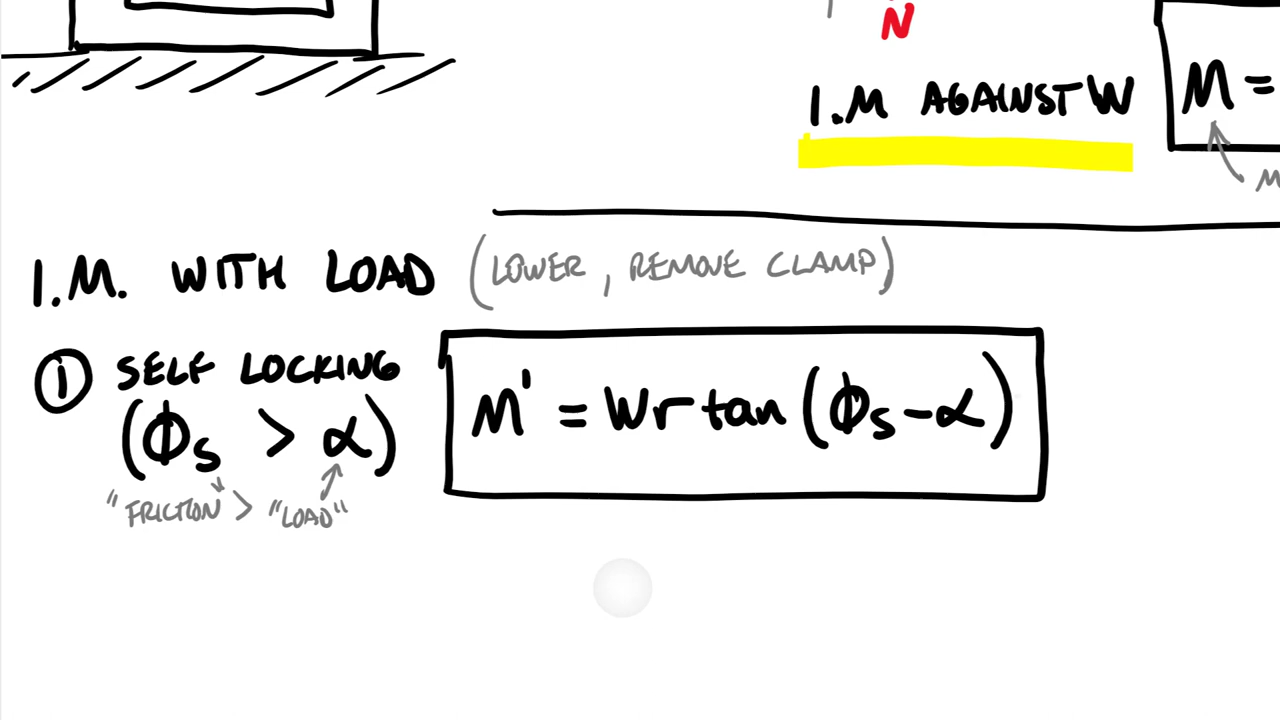 N
I.M AGAINST W
M =
M
I.M. WITH LOAD (LOWER, REMOVE CLAMP)
① SELF LOCKING
(ϕs > α)
"FRICTION" > "LOAD"
M' = Wr tan (ϕs - α)